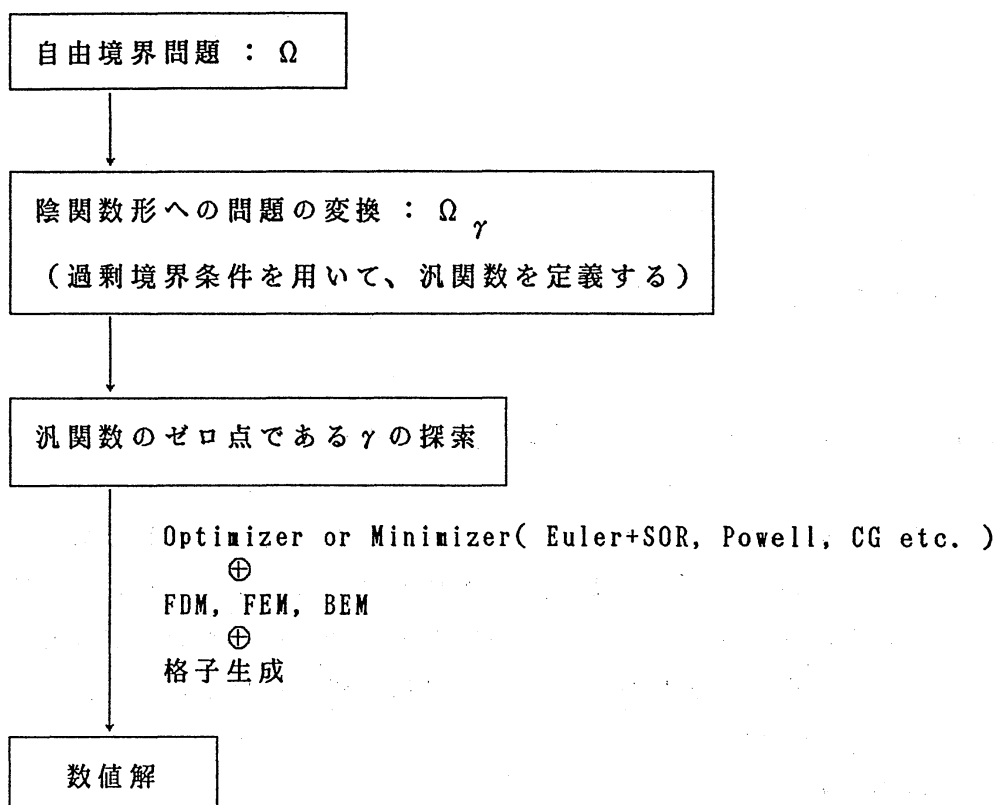 自由境界問題 : Ω
陰関数形への問題の変換 : Ω γ
(過剰境界条件を用いて、汎関数を定義する)
汎関数のゼロ点であるγの探索
Optimizer or Minimizer( Euler+SOR, Powell, CG etc. )
⊕
FDM, FEM, BEM
⊕
格子生成
数値解